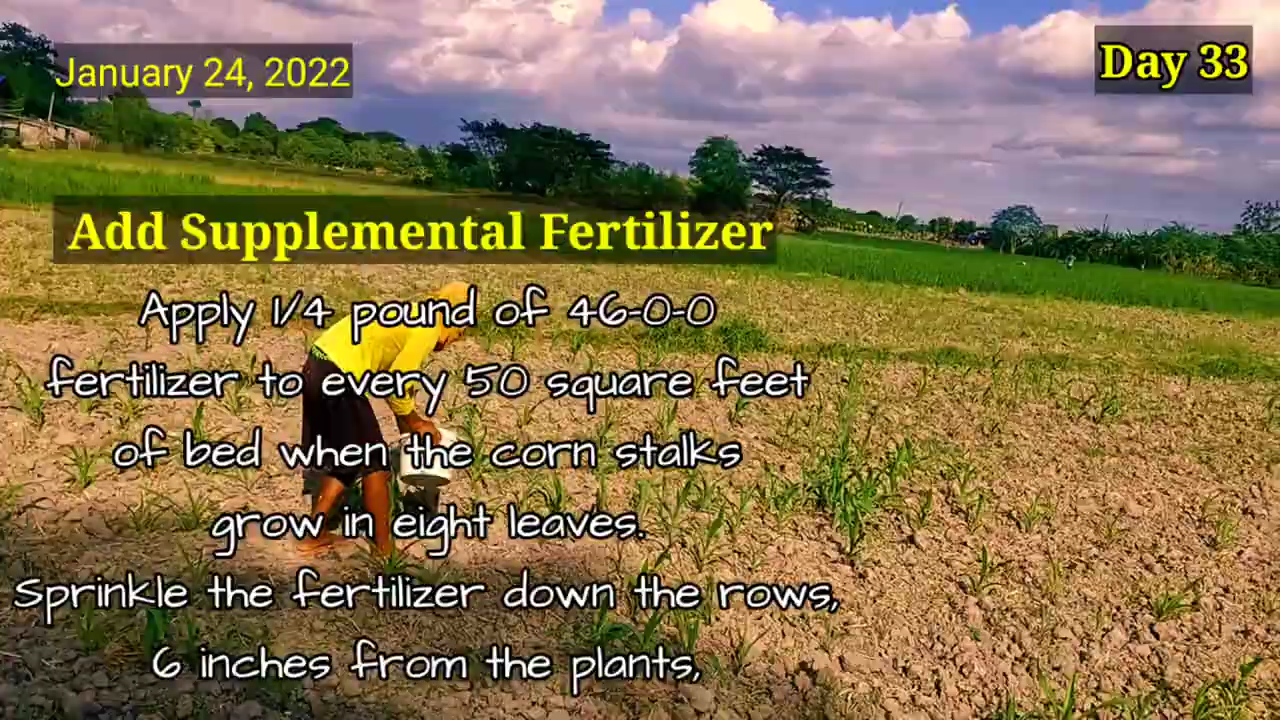 January 24, 2022
Day 33
Add Supplemental Fertilizer
Apply 1/4 pound of 46-0-0
fertilizer to every 50 square feet
of bed when the corn stalks
grow in eight leaves.
Sprinkle the fertilizer down the rows,
6 inches from the plants,